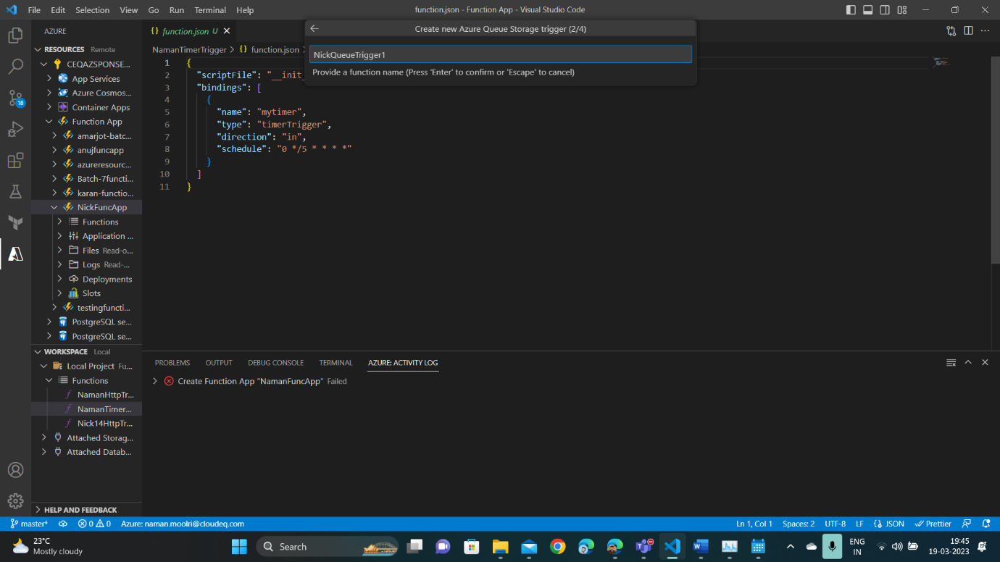 File Edit Selection View Go Run Terminal Help
function.json - Function App - Visual Studio Code
AZURE
RESOURCES Remote
CEQAZSPONSE...
App Services
Azure Cosmos...
Container Apps
Function App
amarjot-batc...
anujfuncapp
azureresourc...
Batch-7functi...
karan-functio...
NickFuncApp
Functions
Application ...
Files Read-o...
Logs Read-...
Deployments
Slots
testingfuncti...
PostgreSQL se...
PostgreSQL se...
WORKSPACE Local
Local Project Fu...
Functions
NamanHttpTr...
NamanTimer...
Nick14HttpTr...
Attached Storag...
Attached Datab...
HELP AND FEEDBACK
{} function.json U
NamanTimerTrigger > {} function.json >
Create new Azure Queue Storage trigger (2/4)
NickQueueTrigger1
Provide a function name (Press 'Enter' to confirm or 'Escape' to cancel)
1 {
2 "scriptFile": "__init_
3 "bindings": [
4 {
5 "name": "mytimer",
6 "type": "timerTrigger",
7 "direction": "in",
8 "schedule": "0 */5 * * * *"
9 }
10 ]
11 }
PROBLEMS OUTPUT DEBUG CONSOLE TERMINAL AZURE: ACTIVITY LOG
Create Function App "NamanFuncApp" Failed
18
master* 0 0 Azure: naman.moolri@cloudeq.com Ln 1, Col 1 Spaces: 2 UTF-8 LF {} JSON Prettier
23°C
Mostly cloudy
Search
ENG
IN
19:45
19-03-2023